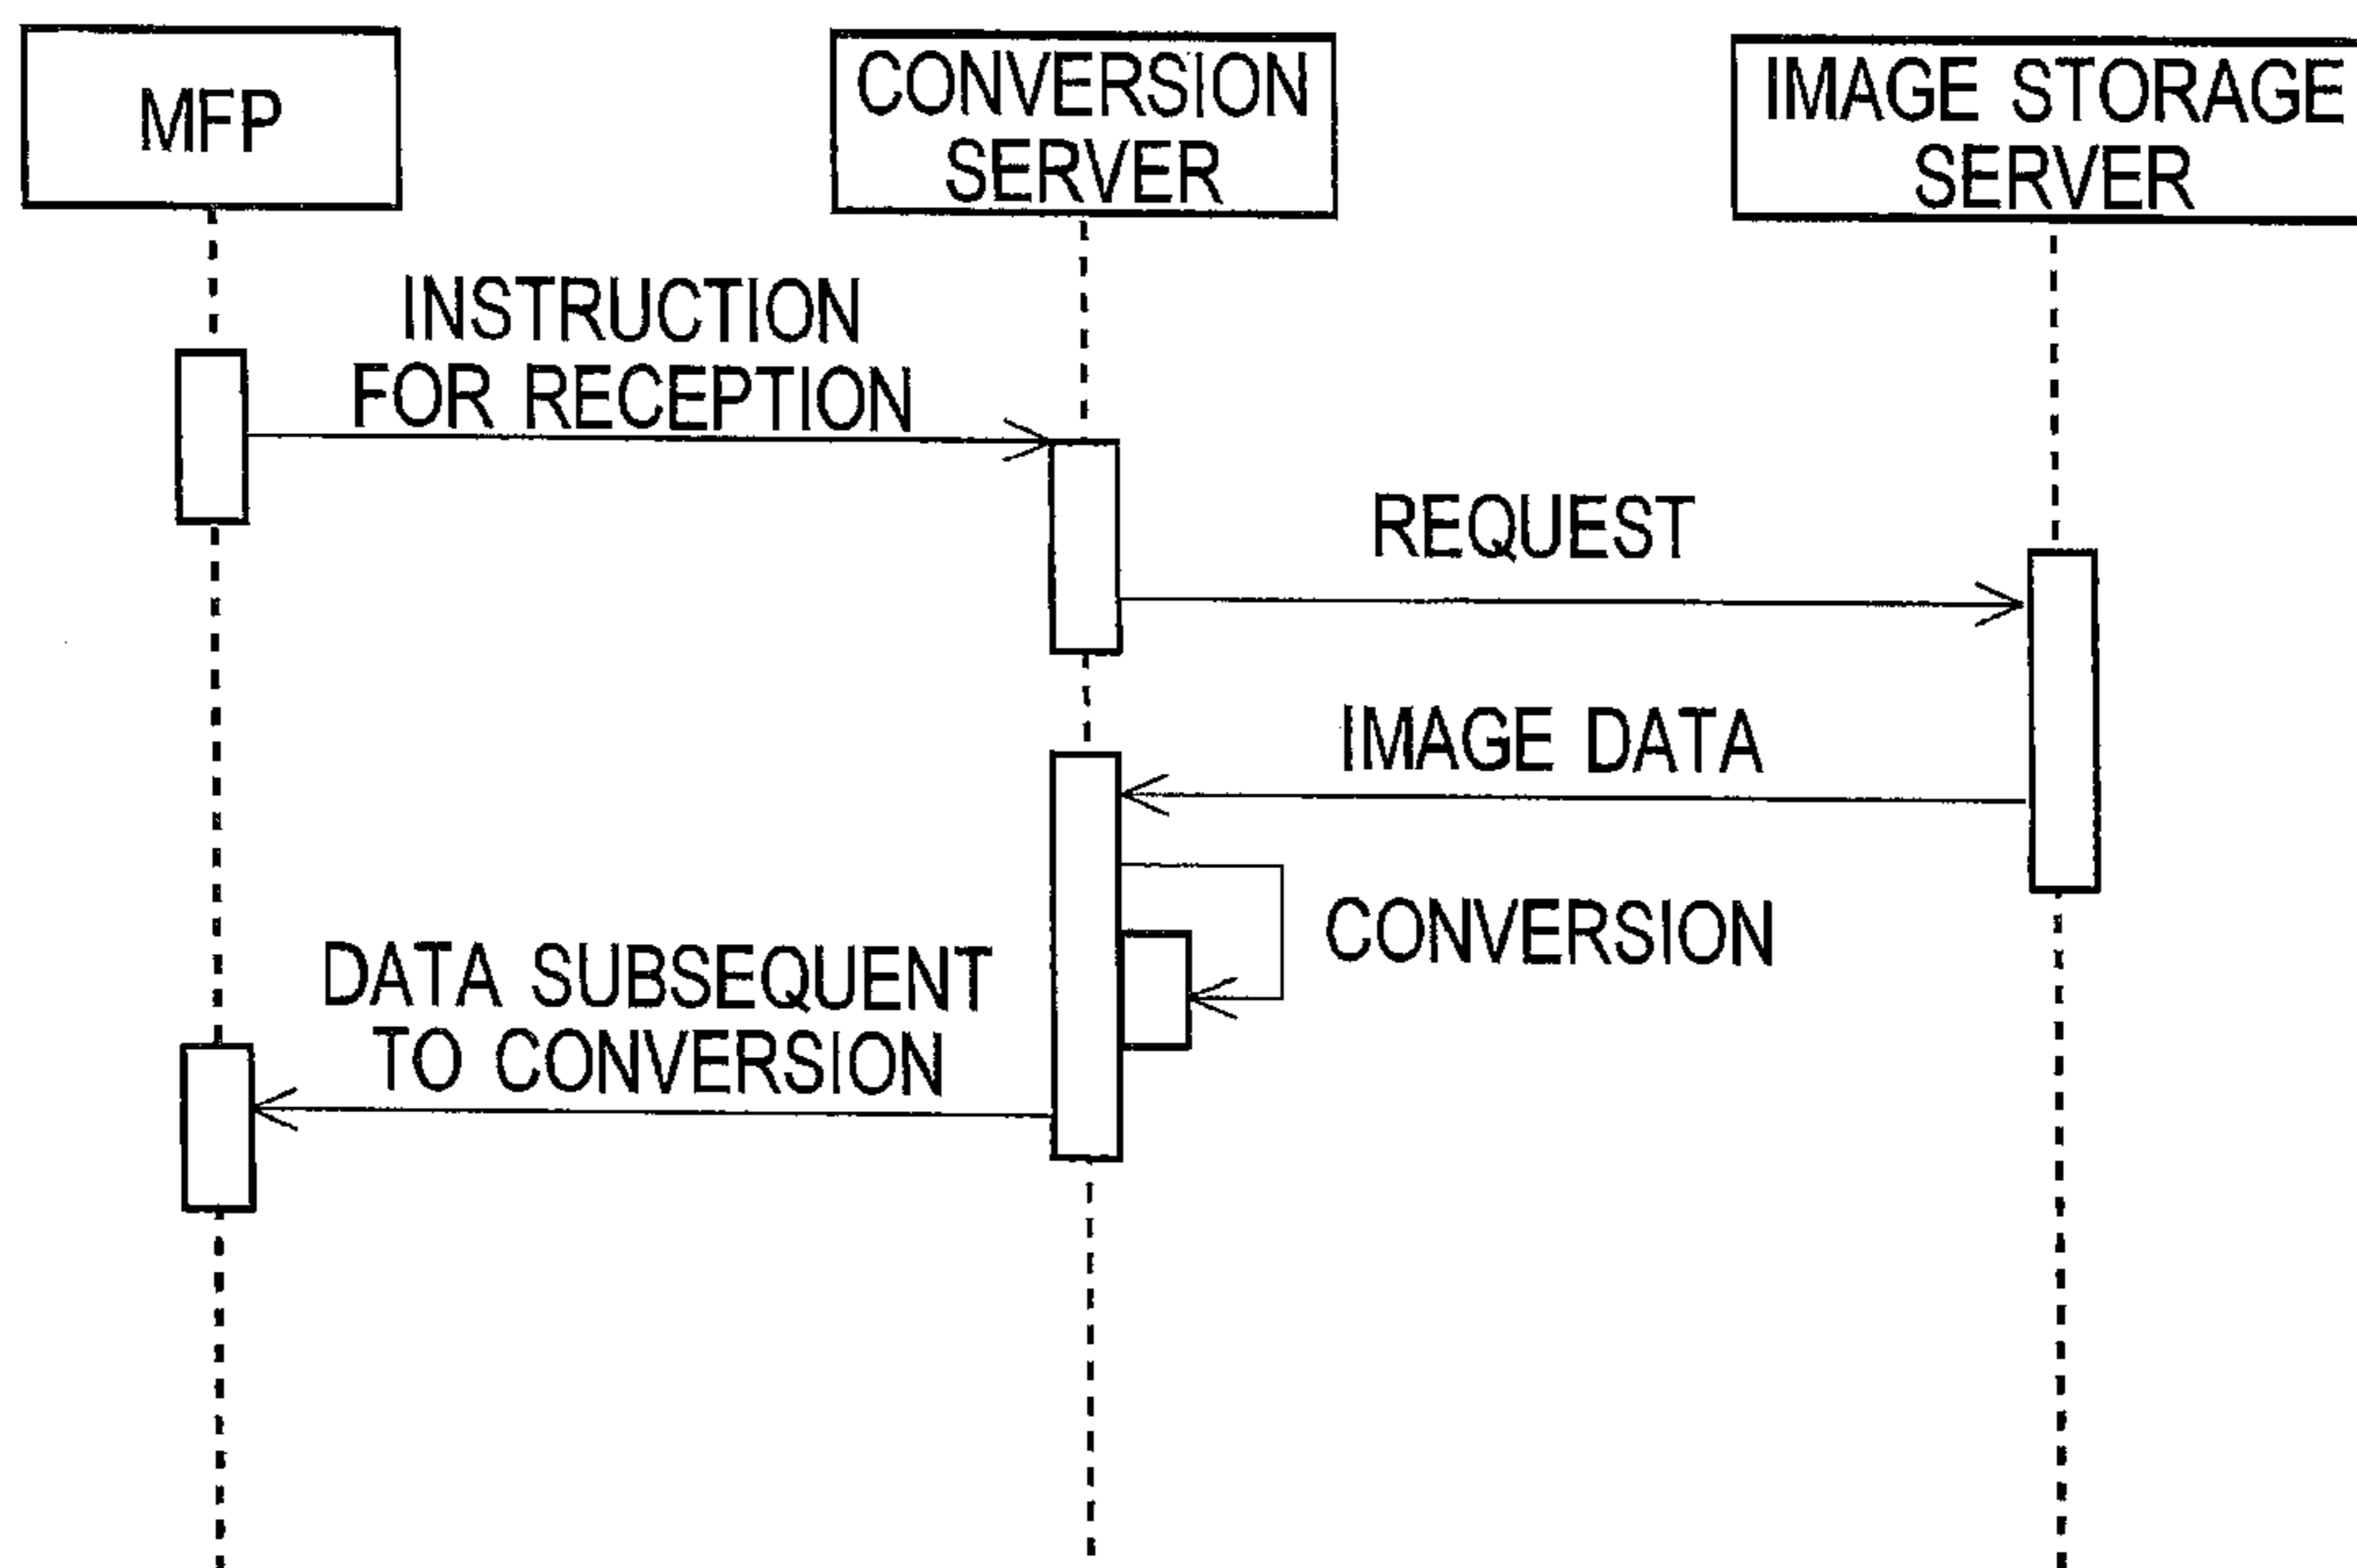 MFP
CONVERSION
SERVER
IMAGE STORAGE
SERVER
INSTRUCTION
FOR RECEPTION
REQUEST
IMAGE DATA
CONVERSION
DATA SUBSEQUENT
TO CONVERSION